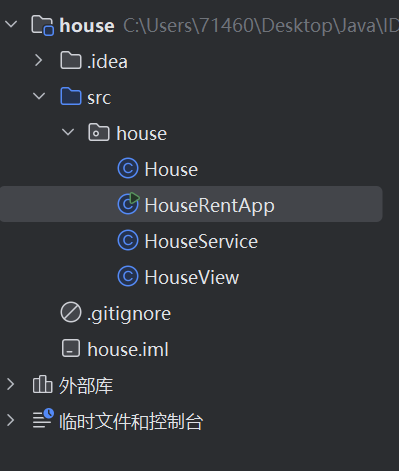 house C:\Users\71460\Desktop\Java\ID
.idea
src
house
House
HouseRentApp
HouseService
HouseView
.gitignore
house.iml
外部库
临时文件和控制台